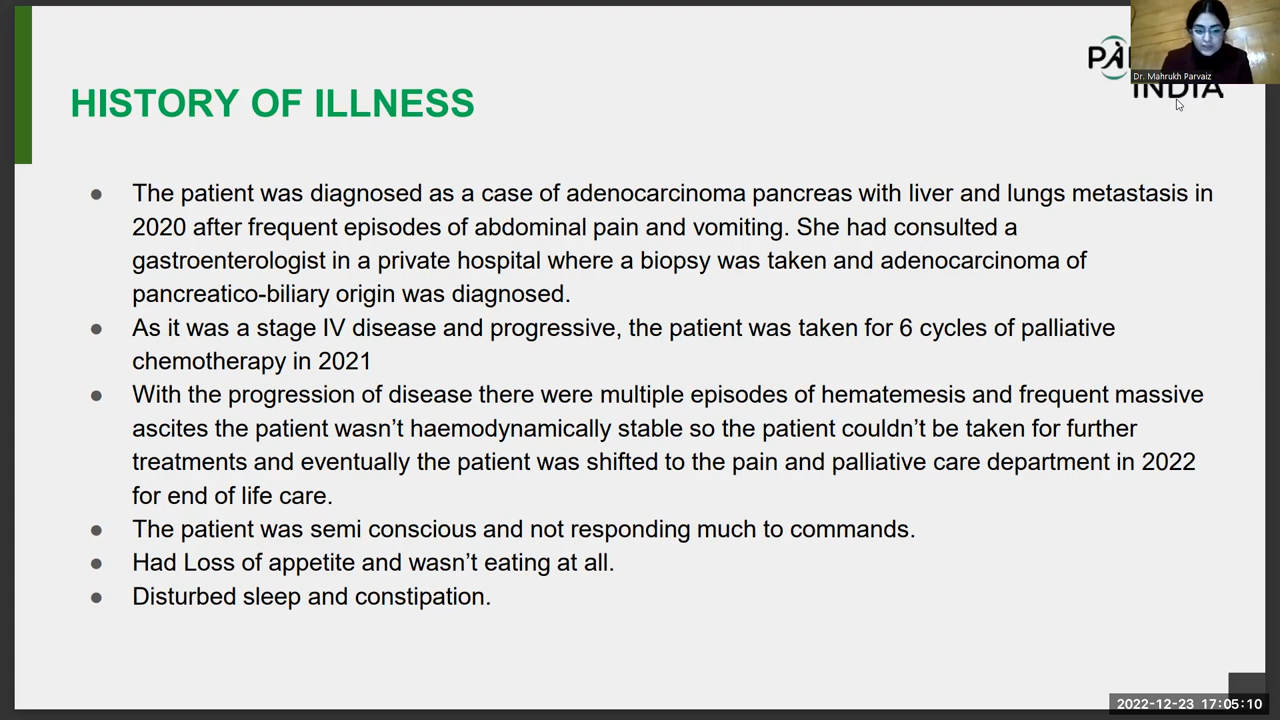 PA
INDIA
Dr. Mahrukh Parvaiz
HISTORY OF ILLNESS
● The patient was diagnosed as a case of adenocarcinoma pancreas with liver and lungs metastasis in
2020 after frequent episodes of abdominal pain and vomiting. She had consulted a
gastroenterologist in a private hospital where a biopsy was taken and adenocarcinoma of
pancreatico-biliary origin was diagnosed.
● As it was a stage IV disease and progressive, the patient was taken for 6 cycles of palliative
chemotherapy in 2021
● With the progression of disease there were multiple episodes of hematemesis and frequent massive
ascites the patient wasn’t haemodynamically stable so the patient couldn’t be taken for further
treatments and eventually the patient was shifted to the pain and palliative care department in 2022
for end of life care.
● The patient was semi conscious and not responding much to commands.
● Had Loss of appetite and wasn’t eating at all.
● Disturbed sleep and constipation.
2022-12-23 17:05:10